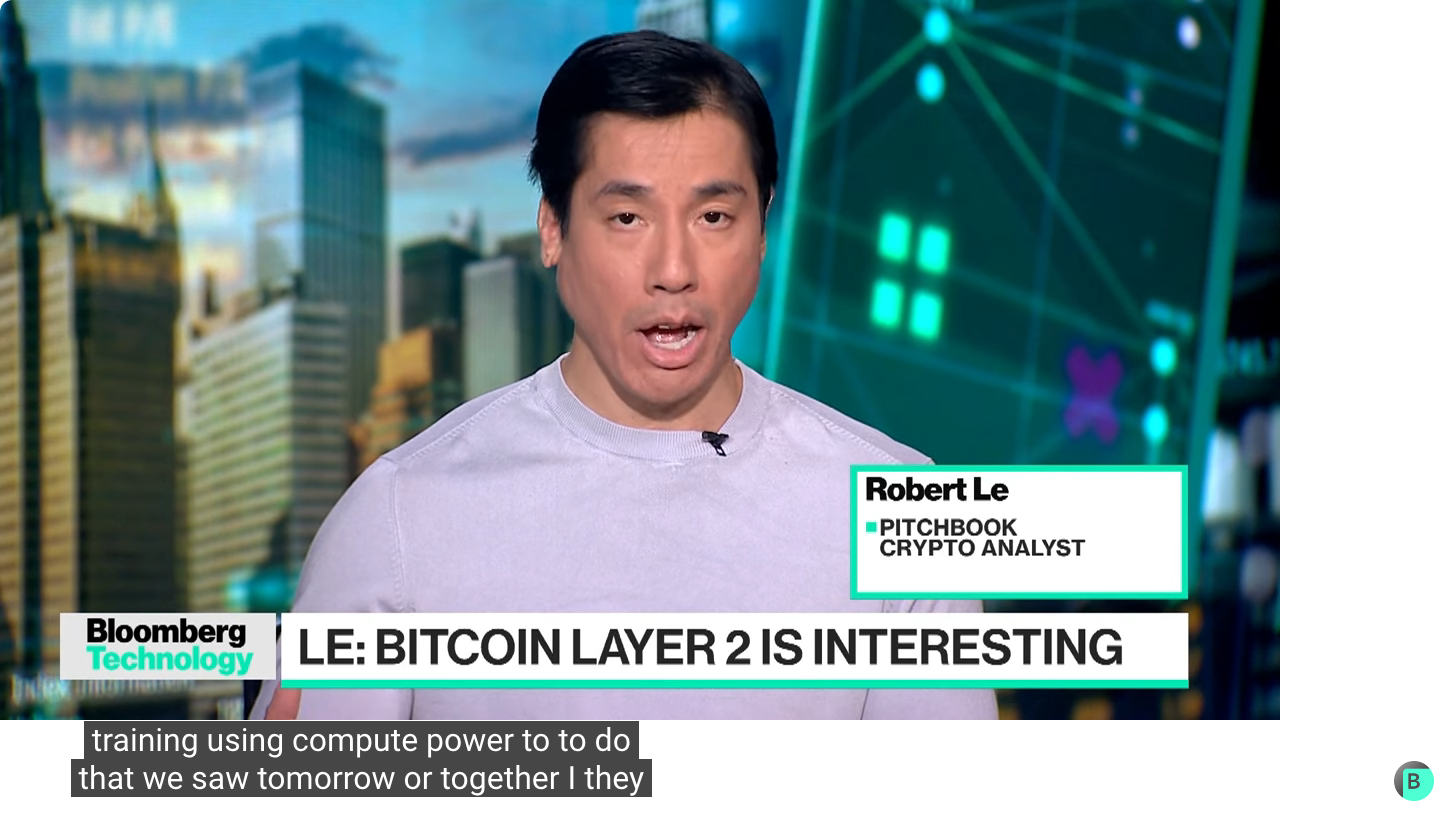 Robert Le
PITCHBOOK
CRYPTO ANALYST
Bloomberg
Technology
LE: BITCOIN LAYER 2 IS INTERESTING
training using compute power to to do
that we saw tomorrow or together I they
B